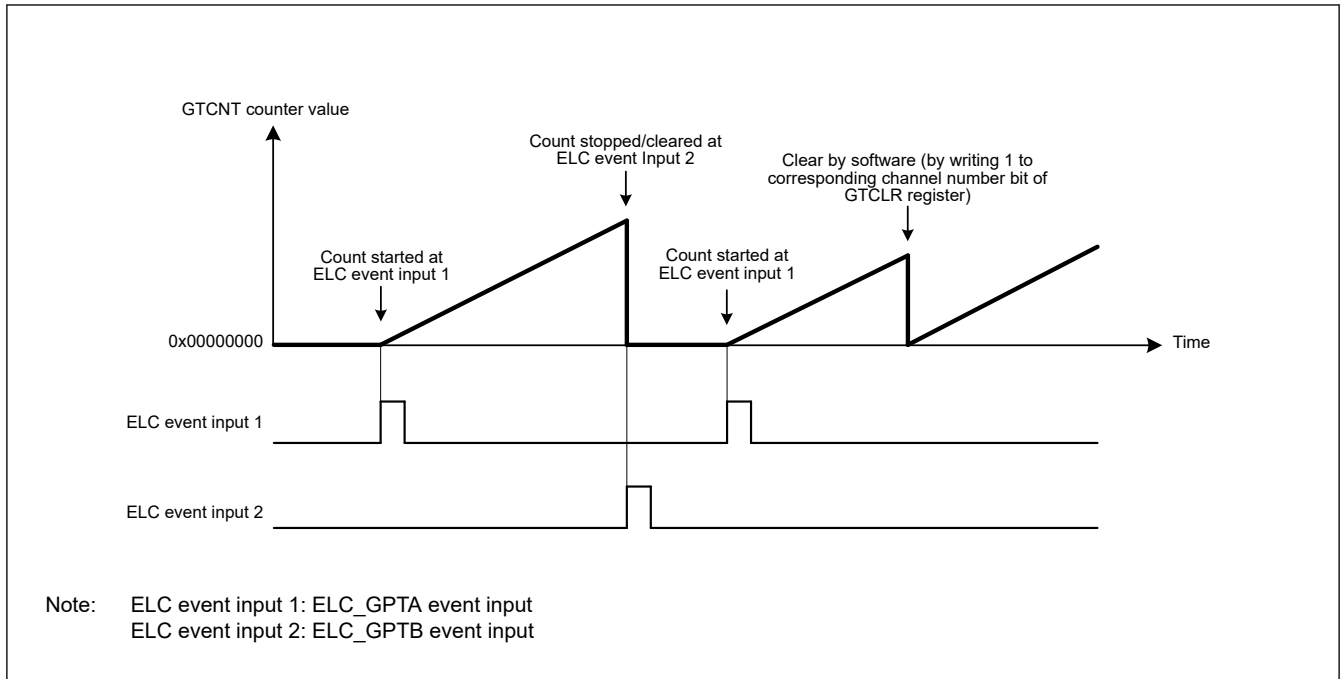 GTCNT counter value
Count stopped/cleared at
ELC event Input 2
Clear by software (by writing 1 to
corresponding channel number bit of
GTCLR register)
Count started at
ELC event input 1
Count started at
ELC event input 1
0x00000000
Time
ELC event input 1
ELC event input 2
Note: ELC event input 1: ELC_GPTA event input
ELC event input 2: ELC_GPTB event input